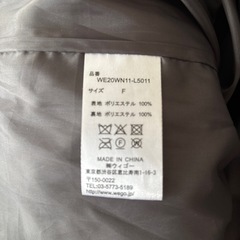 品番
WE20WN11-L5011
サイズ F
表地 ポリエステル 100%
裏地 ポリエステル 100%
MADE IN CHINA
㈱ウィゴー
〒150-0022
東京都渋谷区恵比寿南1-16-3
TEL 03-5773-5189
http://www.wego.jp